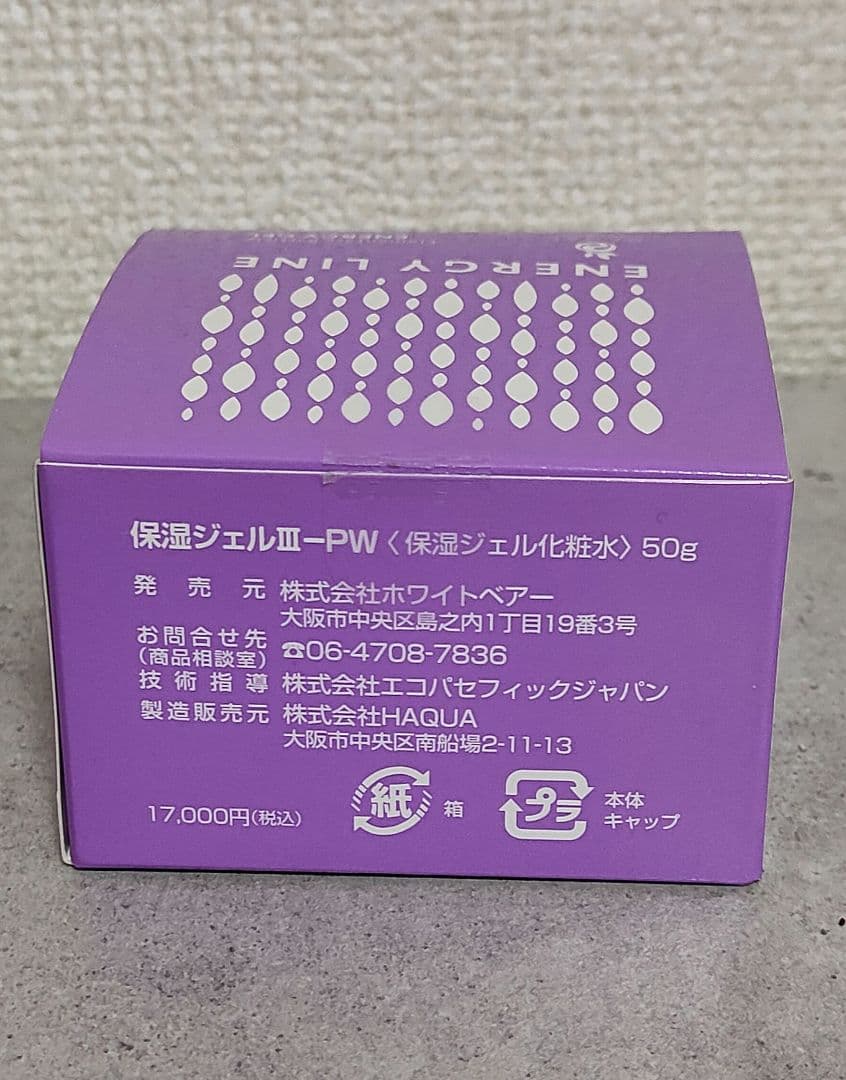 ENERGY LINE
保湿ジェルⅢ−PW〈保湿ジェル化粧水〉50g
発売元 株式会社ホワイトベアー
大阪市中央区島之内1丁目19番3号
お問合せ先
(商品相談室) ☎06-4708-7836
技術指導 株式会社エコパセフィックジャパン
製造販売元 株式会社HAQUA
大阪市中央区南船場2-11-13
17,000円(税込)
紙 箱
プラ 本体
キャップ